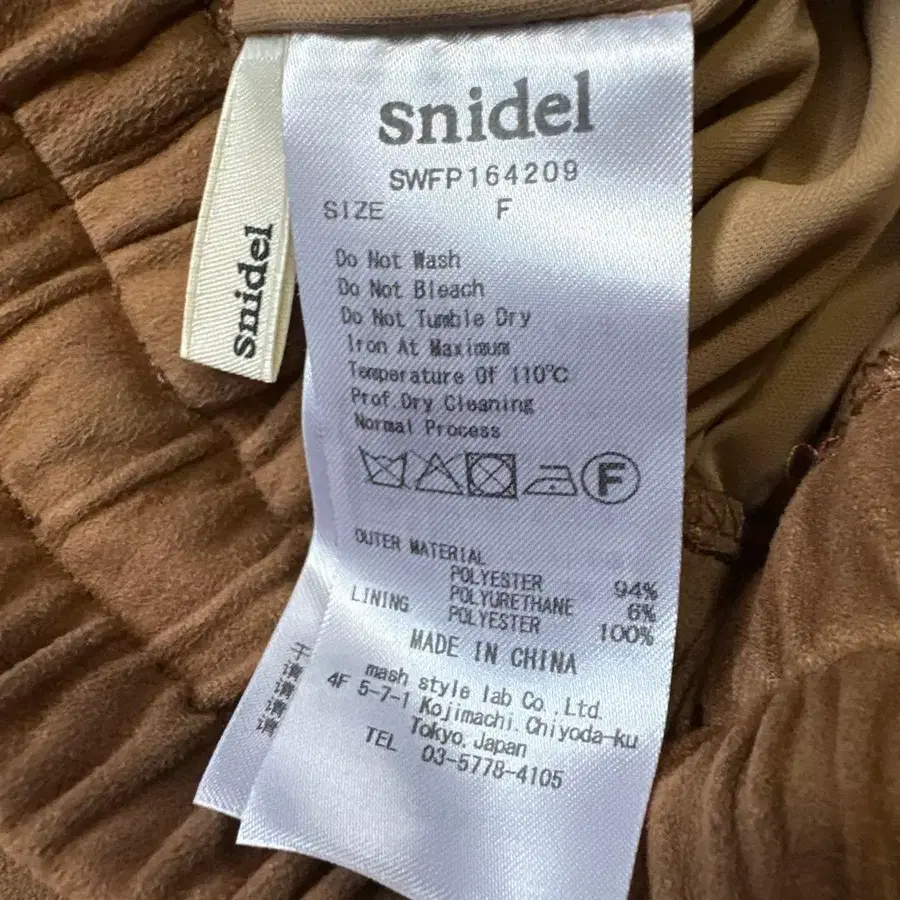 snidel
SWFP164209
SIZE F
Do Not Wash
Do Not Bleach
Do Not Tumble Dry
Iron At Maximum
Temperature Of 110℃
Prof.Dry Cleaning
Normal Process
F
OUTER MATERIAL
POLYESTER 94%
POLYURETHANE 6%
LINING POLYESTER 100%
MADE IN CHINA
mash style lab Co.,Ltd.
4F 5-7-1 Kojimachi.Chiyoda-ku
Tokyo.Japan
TEL 03-5778-4105
snidel